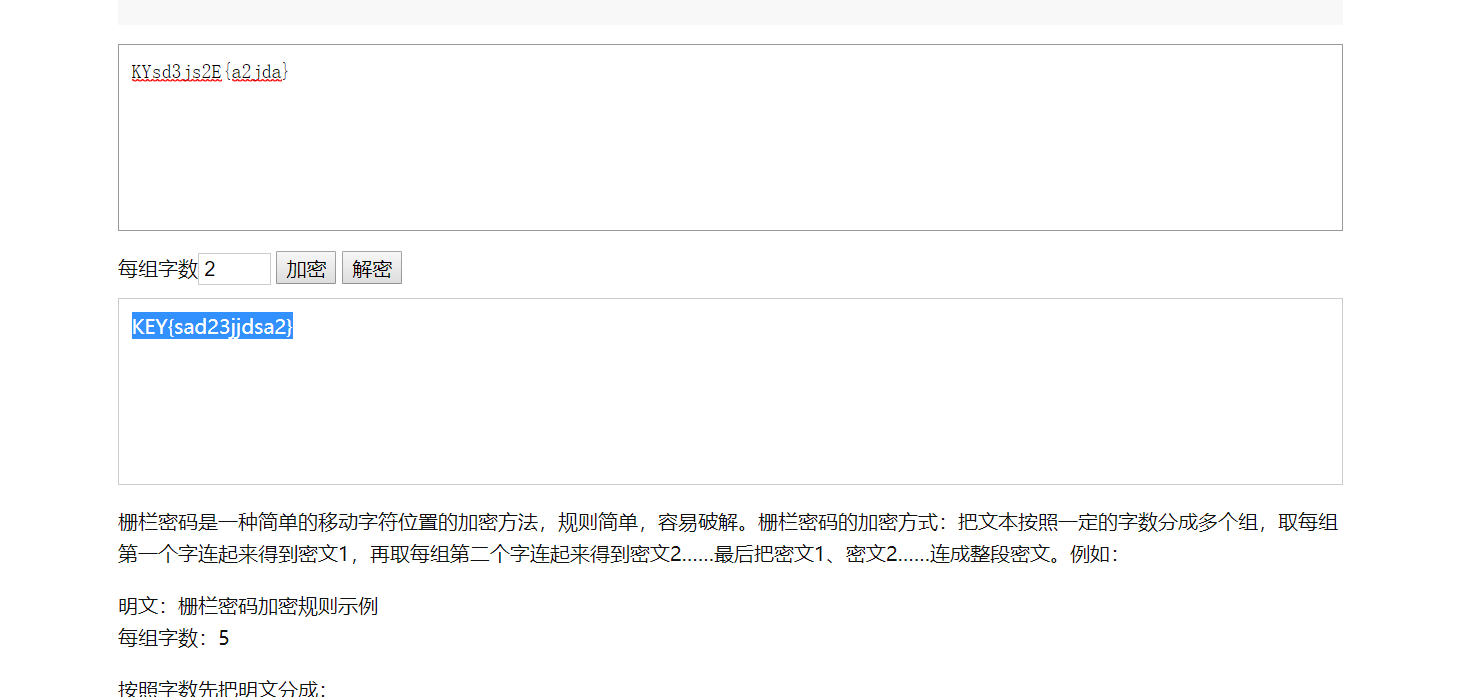 KYsd3js2E{a2jda}
每组字数2 加密 解密
KEY{sad23jjdsa2}
栅栏密码是一种简单的移动字符位置的加密方法，规则简单，容易破解。栅栏密码的加密方式：把文本按照一定的字数分成多个组，取每组
第一个字连起来得到密文1，再取每组第二个字连起来得到密文2……最后把密文1、密文2……连成整段密文。例如：
明文：栅栏密码加密规则示例
每组字数：5
按照字数先把明文分成：